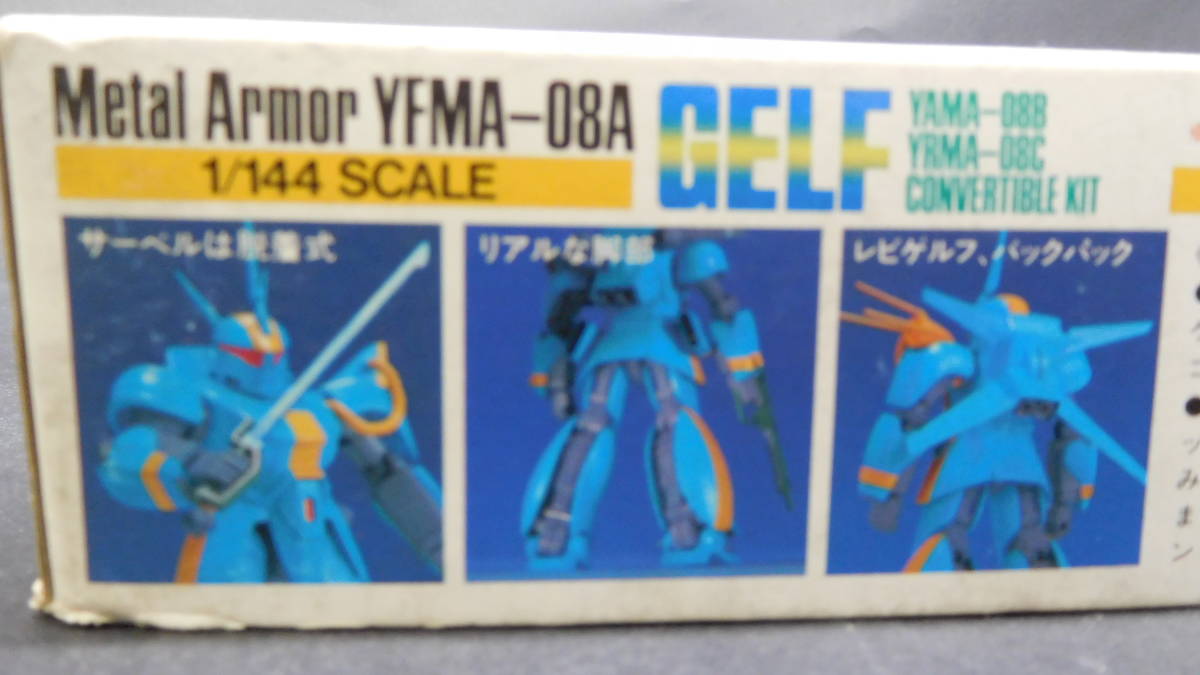 Metal Armor YFMA-08A
1/144 SCALE
GELF
YAMA-08B
YRMA-08C
CONVERTIBLE KIT
サーベルは脱着式
リアルな脚部
レビゲルフ、バックパック